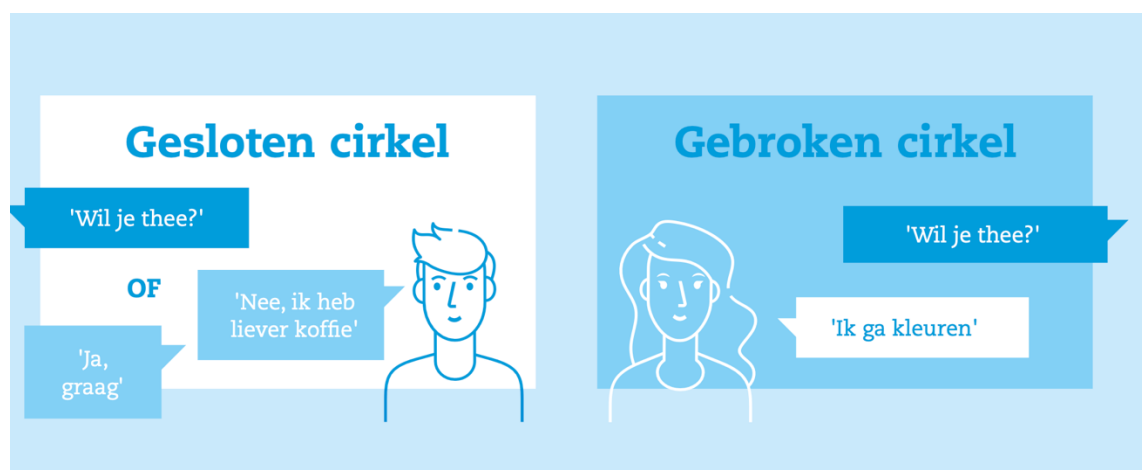 Gesloten cirkel
'Wil je thee?'
OF
'Nee, ik heb
liever koffie'
'Ja,
graag'
Gebroken cirkel
'Wil je thee?'
'Ik ga kleuren'